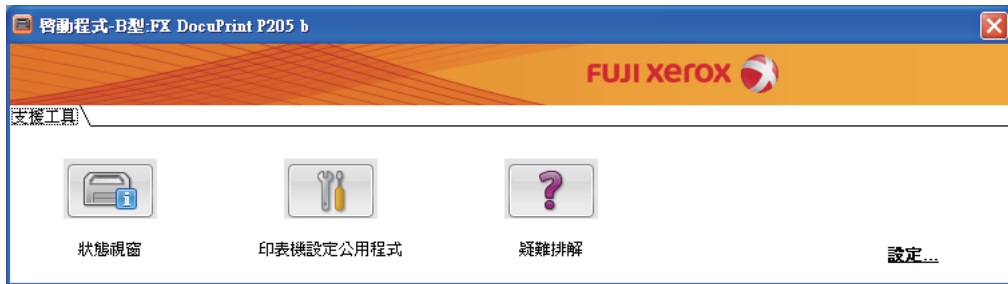 啟動程式-B型:FX DocuPrint P205 b
FUJI xerox
支援工具
狀態視窗
印表機設定公用程式
疑難排解
設定...